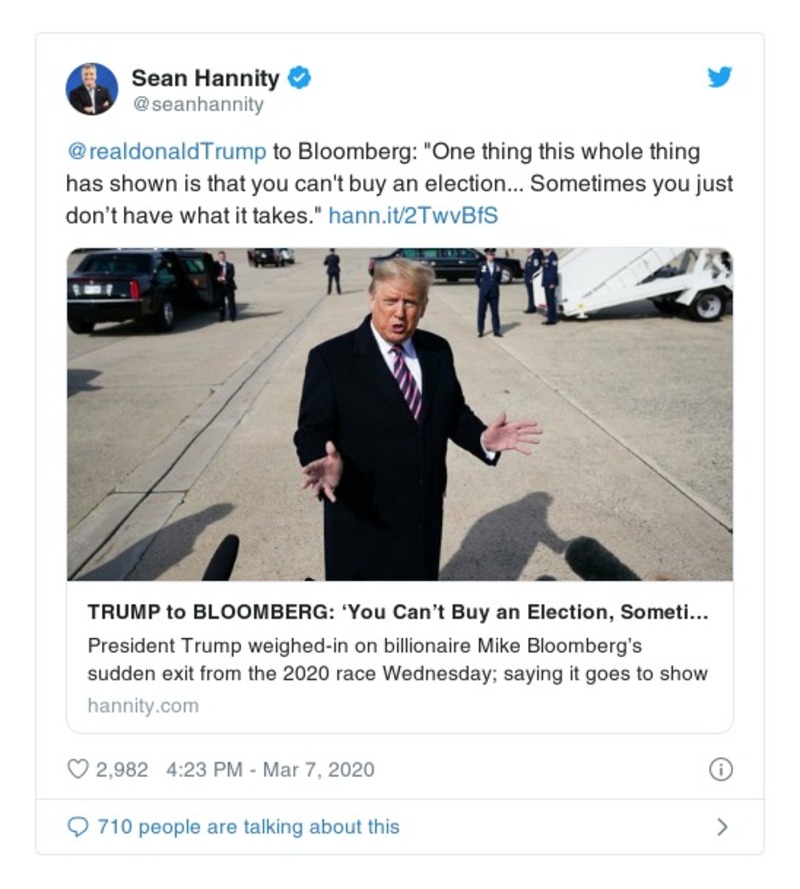 Sean Hannity
@seanhannity
@realdonaldTrump to Bloomberg: "One thing this whole thing
has shown is that you can't buy an election... Sometimes you just
don’t have what it takes." hann.it/2TwvBfS
TRUMP to BLOOMBERG: ‘You Can’t Buy an Election, Someti...
President Trump weighed-in on billionaire Mike Bloomberg’s
sudden exit from the 2020 race Wednesday; saying it goes to show
hannity.com
2,982 4:23 PM - Mar 7, 2020
710 people are talking about this